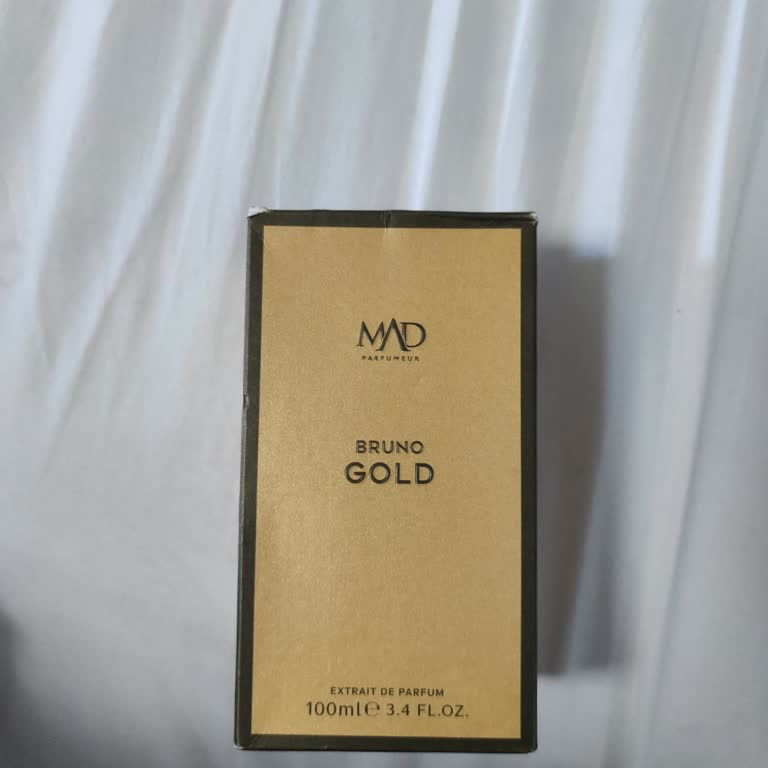 MAD
PARFUMEUR
BRUNO
GOLD
EXTRAIT DE PARFUM
100ml℮ 3.4 FL.OZ.